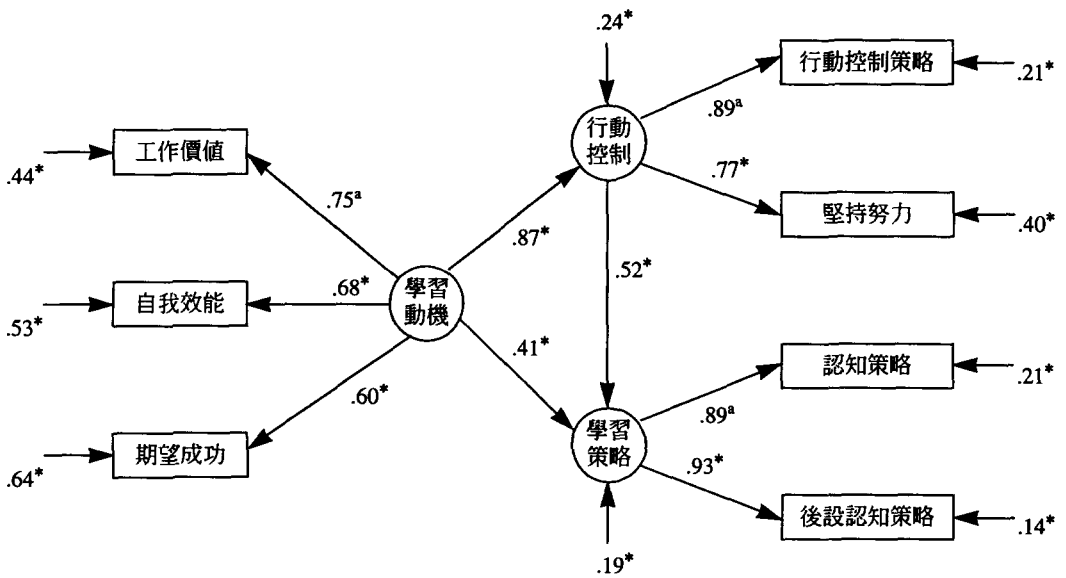 .24*
行動控制策略
.21*
.89ª
行動
控制
工作價值
.44*
.75ª
.77*
堅持努力
.40*
.87*
.52*
學習
動機
.68*
自我效能
.53*
.41*
.60*
認知策略
.21*
.89ª
學習
策略
期望成功
.64*
.93*
後設認知策略
.14*
.19*